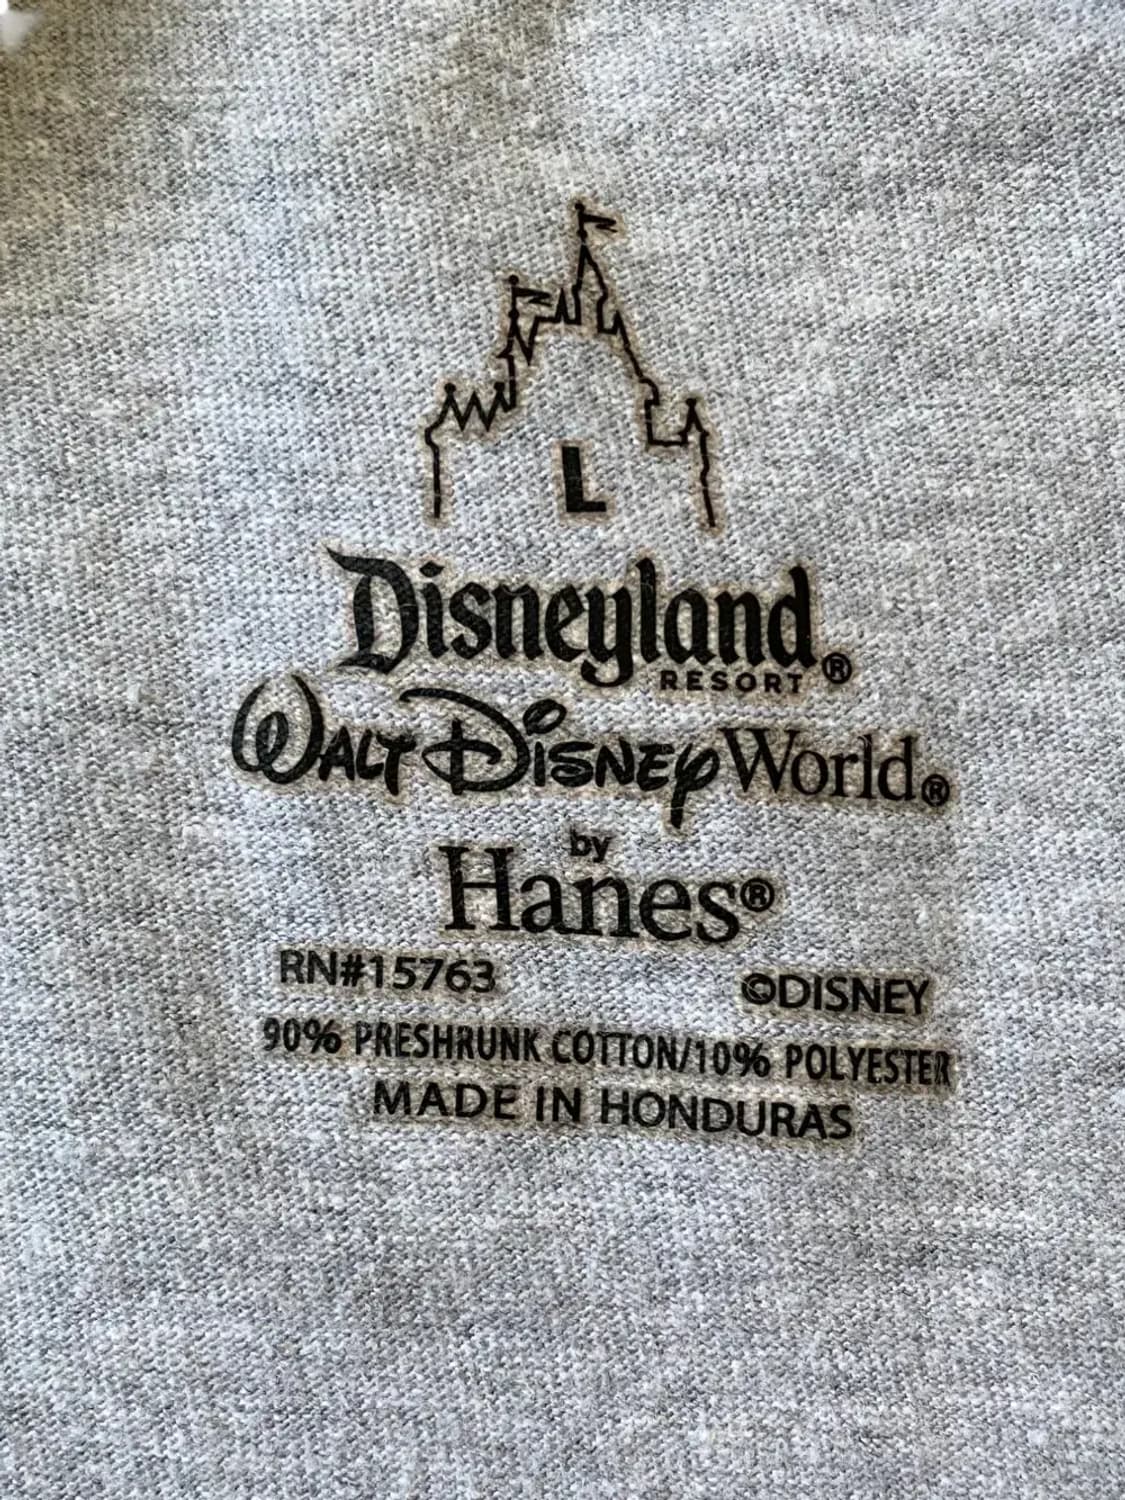 L
Disneyland®
RESORT
WALT DISNEY World®
by
Hanes®
RN#15763 ©DISNEY
90% PRESHRUNK COTTON/10% POLYESTER
MADE IN HONDURAS